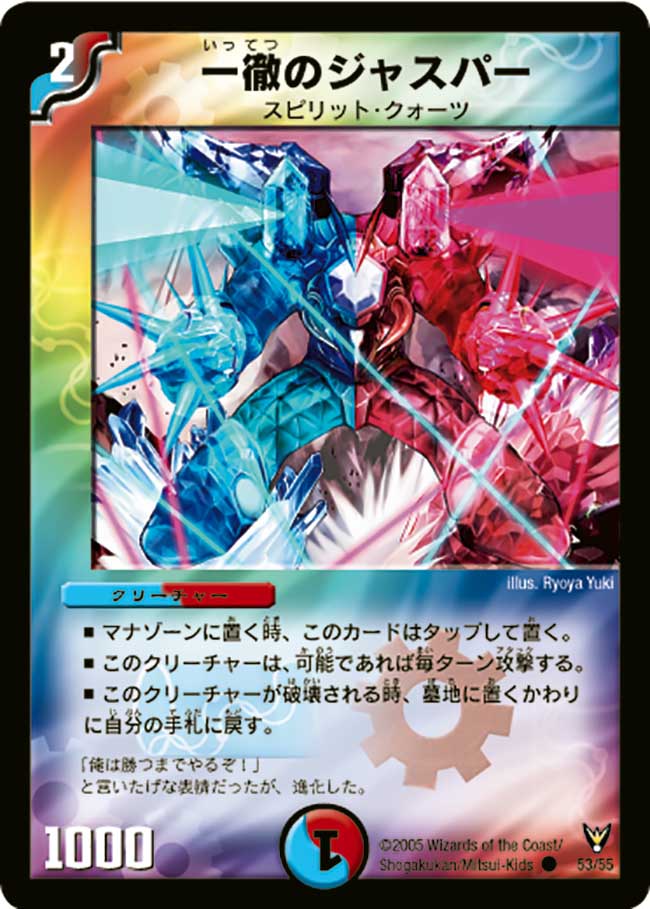 2
いってつ
一徹のジャスパー
スピリット・クォーツ
illus. Ryoya Yuki
クリーチャー
■ マナゾーンに置く時、このカードはタップして置く。
■ このクリーチャーは、可能であれば毎ターン攻撃する。
■ このクリーチャーが破壊される時、墓地に置くかわり
に自分の手札に戻す。
「俺は勝つまでやるぞ！」
と言いたげな表情だったが、進化した。
1000
1
©2005 Wizards of the Coast/
Shogakukan/Mitsui-Kids
53/55